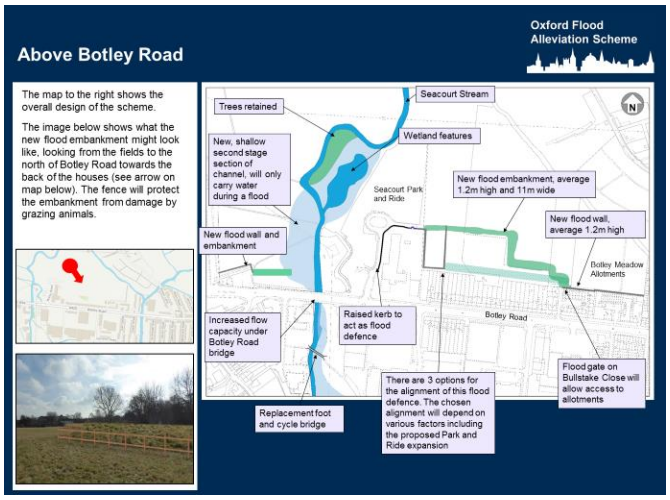 Above Botley Road
Oxford Flood
Alleviation Scheme
The map to the right shows the
overall design of the scheme.
The image below shows what the
new flood embankment might look
like, looking from the fields to the
north of Botley Road towards the
back of the houses (see arrow on
map below). The fence will protect
the embankment from damage by
grazing animals.
Trees retained
Seacourt Stream
N
New, shallow
second stage
section of
channel, will only
carry water
during a flood
Wetland features
Seacourt Park
and Ride
New flood embankment, average
1.2m high and 11m wide
New flood wall,
average 1.2m high
New flood wall and
embankment
Botley Meadow
Allotments
Increased flow
capacity under
Botley Road
bridge
Raised kerb to
act as flood
defence
Botley Road
Flood gate on
Bullstake Close will
allow access to
allotments
There are 3 options for
the alignment of this flood
defence. The chosen
alignment will depend on
various factors including
the proposed Park and
Ride expansion
Replacement foot
and cycle bridge